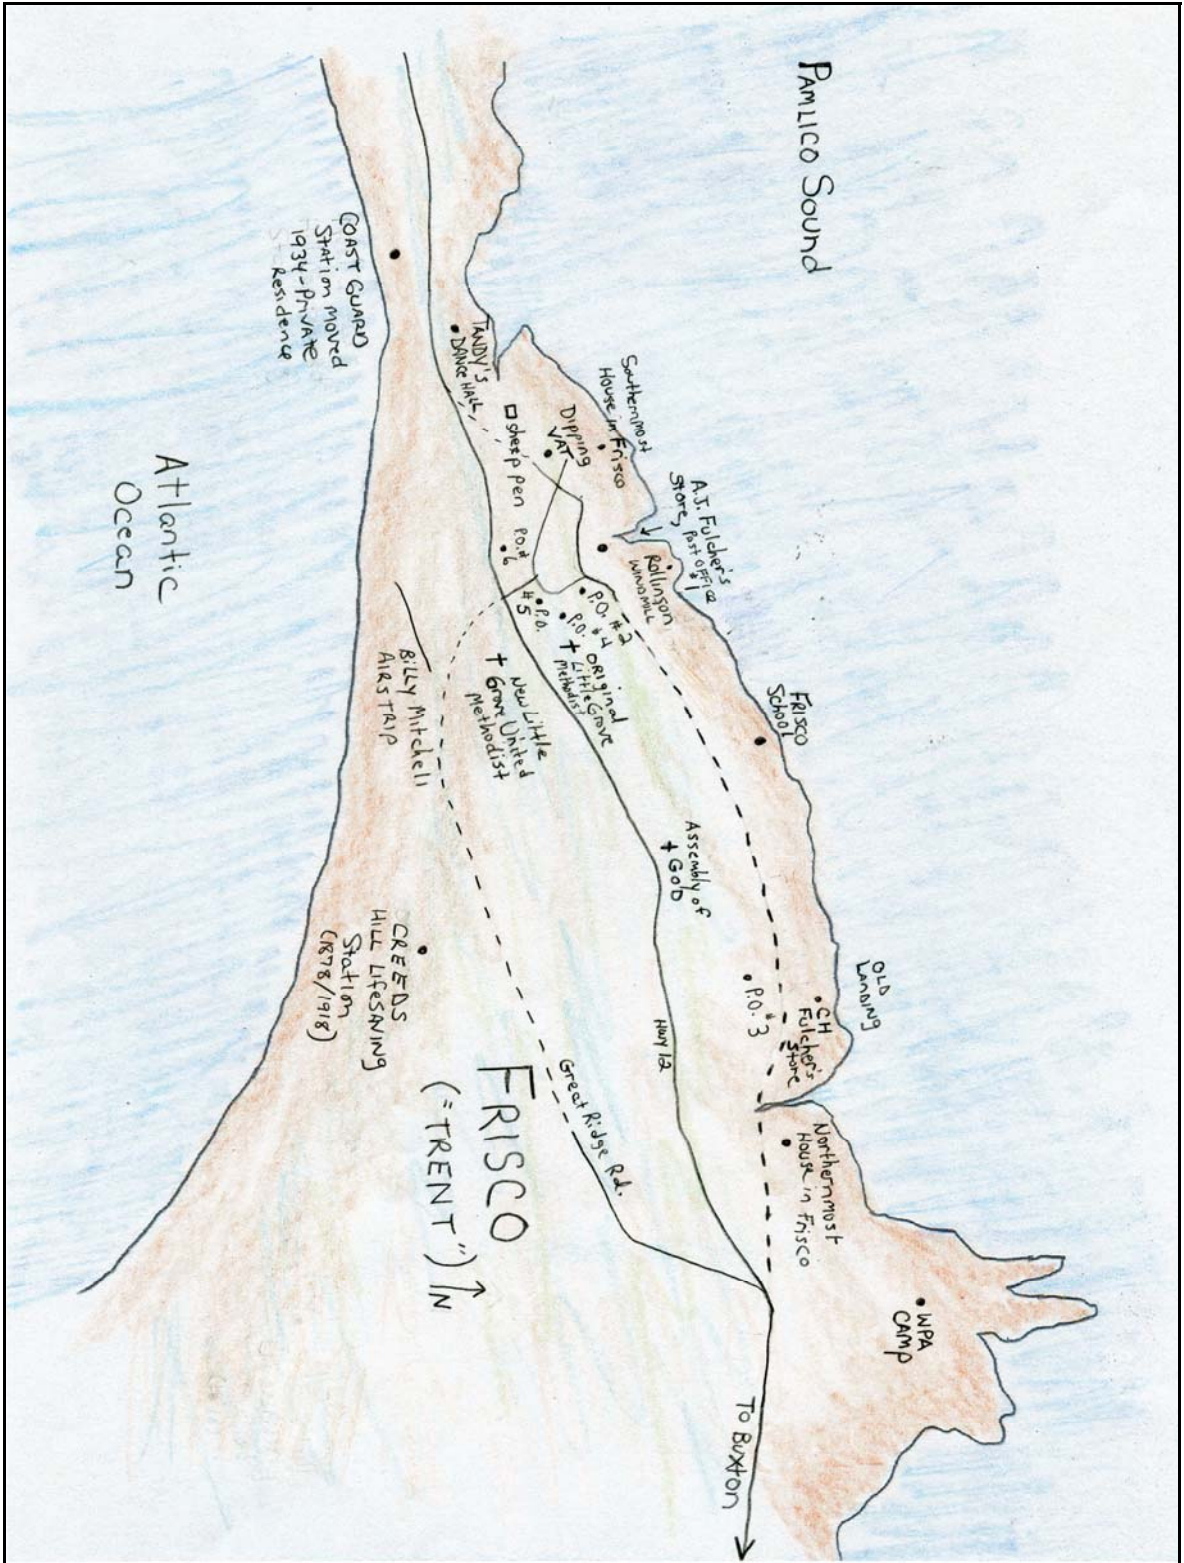 PAMLICO SOUND
Southernmost
House in Frisco
A.J. Fulcher's
Store, Post Office
#1
Rollinson
WINDMILL
FRISCO
School
OLD
LANDING
CH
Fulcher's
Store
Northernmost
House in Frisco
WPA
CAMP
TANDY'S
DANCE HALL
Dipping
VAT
sheep pen
P.O.#
6
P.O. #2
P.O. #4
P.O.
#5
ORIGINAL
Little Grove
Methodist
New Little
Grove United
Methodist
Assembly of
GoD
P.O. #3
Hwy 12
Great Ridge Rd.
To Buxton
COAST GUARD
Station moved
1934-Private
Residence
BILLY Mitchell
AIRSTRIP
CREEDS
HILL LifeSAVING
Station
(1878/1918)
FRISCO
(="TRENT")
N
Atlantic
Ocean